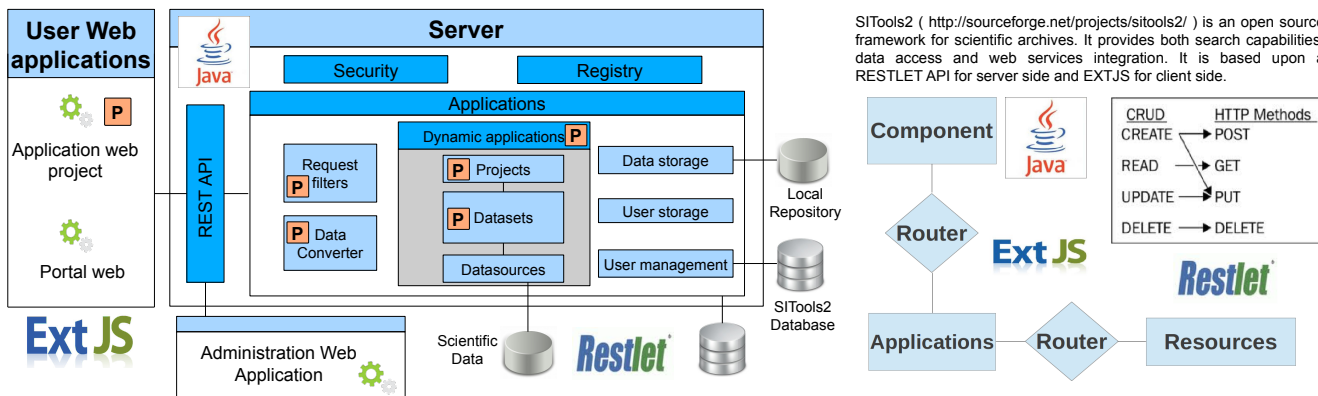 User Web
applications
P
Application web
project
Portal web
Ext JS
Server
Java
Security
Registry
REST API
Applications
Request
filters
P
P
Data
Converter
Dynamic applications
P
P
Projects
P
Datasets
Datasources
Data storage
User storage
User management
Local
Repository
SITools2
Database
Administration Web
Application
Scientific
Data
Restlet
SITools2 ( http://sourceforge.net/projects/sitools2/ ) is an open source
framework for scientific archives. It provides both search capabilities
data access and web services integration. It is based upon a
RESTLET API for server side and EXTJS for client side.
Component
Java
Router
Ext JS
Applications
Router
Resources
CRUD HTTP Methods
CREATE POST
READ GET
UPDATE PUT
DELETE DELETE
Restlet